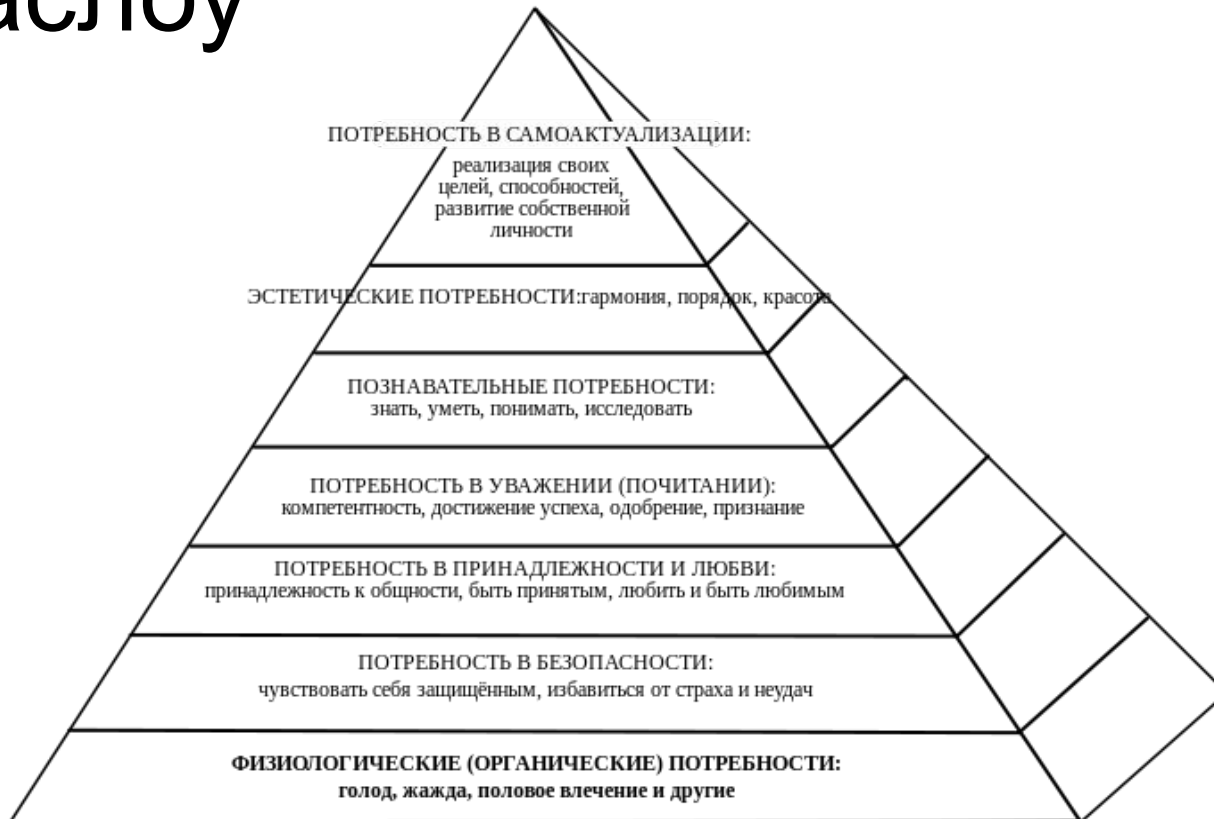 аслоу
ПОТРЕБНОСТЬ В САМОАКТУАЛИЗАЦИИ:
реализация своих
целей, способностей,
развитие собственной
личности
ЭСТЕТИЧЕСКИЕ ПОТРЕБНОСТИ:гармония, порядок, красота
ПОЗНАВАТЕЛЬНЫЕ ПОТРЕБНОСТИ:
знать, уметь, понимать, исследовать
ПОТРЕБНОСТЬ В УВАЖЕНИИ (ПОЧИТАНИИ):
компетентность, достижение успеха, одобрение, признание
ПОТРЕБНОСТЬ В ПРИНАДЛЕЖНОСТИ И ЛЮБВИ:
принадлежность к общности, быть принятым, любить и быть любимым
ПОТРЕБНОСТЬ В БЕЗОПАСНОСТИ:
чувствовать себя защищённым, избавиться от страха и неудач
ФИЗИОЛОГИЧЕСКИЕ (ОРГАНИЧЕСКИЕ) ПОТРЕБНОСТИ:
голод, жажда, половое влечение и другие